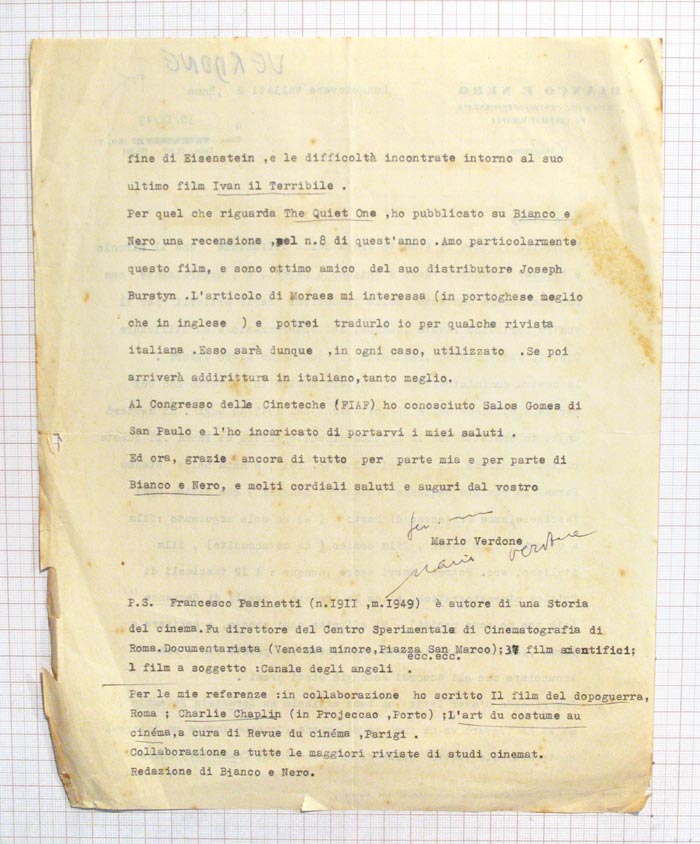 VERDONE
BIANCO E NERO
fine di Eisenstein ,e le difficoltà incontrate intorno al suo
ultimo film Ivan il Terribile .
Per quel che riguarda The Quiet One ,ho pubblicato su Bianco e
Nero una recensione ,nel n.8 di quest'anno .Amo particolarmente
questo film, e sono ottimo amico del suo distributore Joseph
Burstyn .L'articolo di Moraes mi interessa (in portoghese meglio
che in inglese ) e potrei tradurlo io per qualche rivista
italiana .Esso sarà dunque ,in ogni caso, utilizzato .Se poi
arriverà addirittura in italiano,tanto meglio.
Al Congresso delle Cineteche (FIAF) ho conosciuto Salos Gomes di
San Paulo e l'ho incaricato di portarvi i miei saluti .
Ed ora, grazie ancora di tutto per parte mia e per parte di
Bianco e Nero, e molti cordiali saluti e auguri dal vostro
Mario Verdone
Mario Verdone
P.S. Francesco Pasinetti (n.I9II ,m.1949) è autore di una Storia
del cinema.Fu direttore del Centro Sperimentale di Cinematografia di
Roma.Documentarista (Venezia minore,Piazza San Marco);37 film scientifici;
ecc.ecc.
1 film a soggetto :Canale degli angeli .
Per le mie referenze :in collaborazione ho scritto Il film del dopoguerra,
Roma ; Charlie Chaplin (in Projeccao ,Porto) ;L'art du costume au
cinéma,a cura di Revue du cinéma ,Parigi .
Collaborazione a tutte le maggiori riviste di studi cinemat.
Redazione di Bianco e Nero.